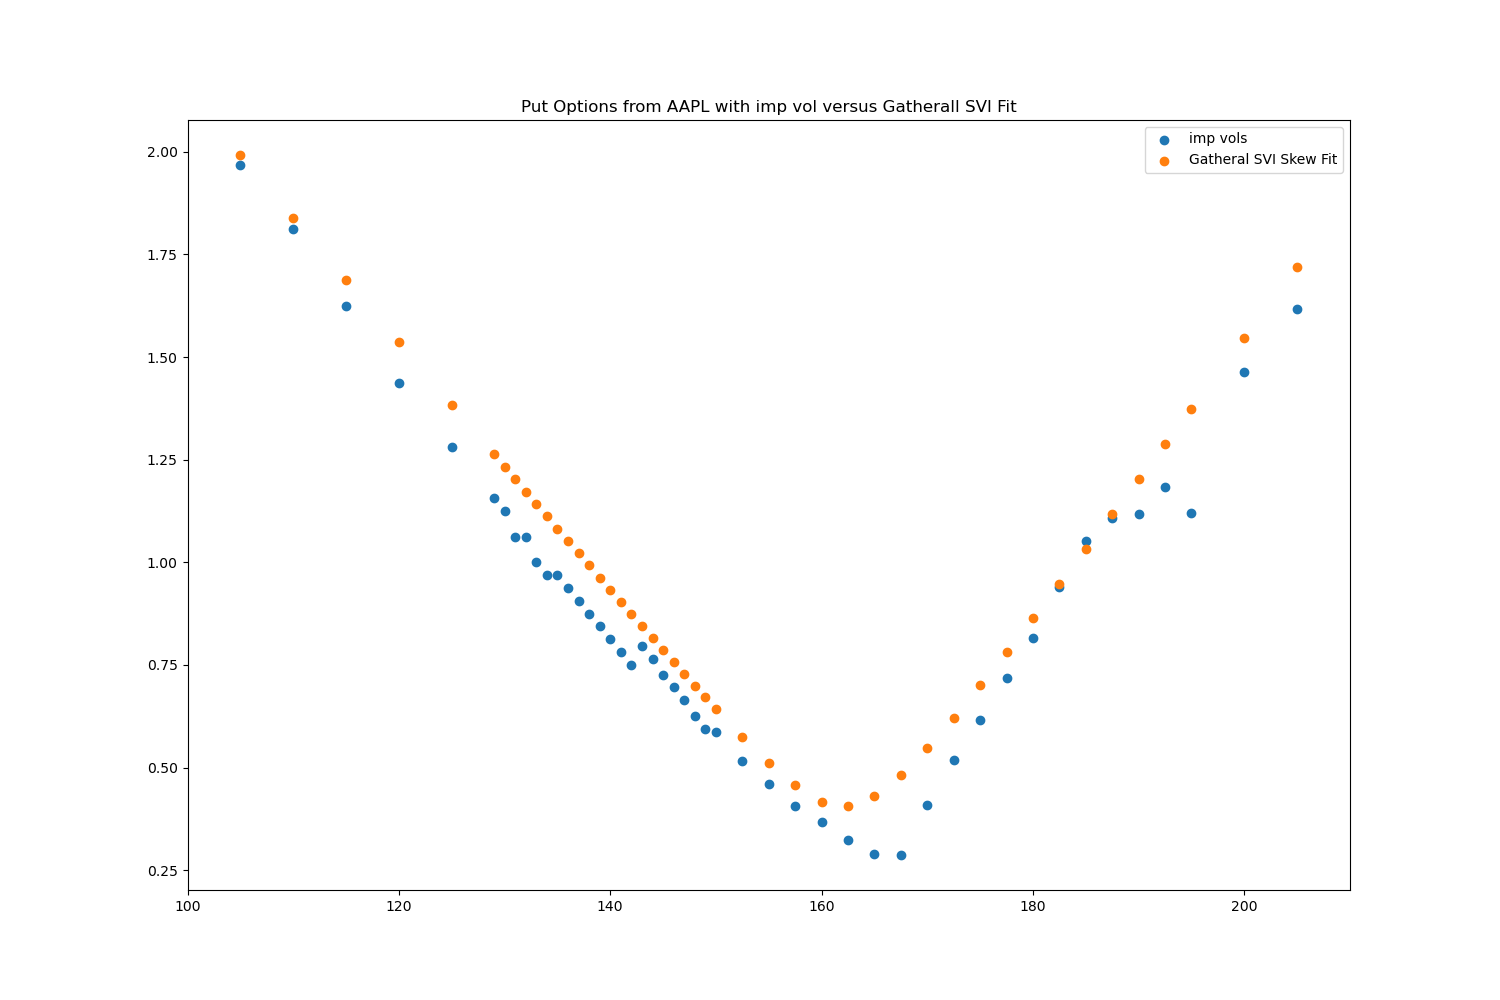 Put Options from AAPL with imp vol versus Gatherall SVI Fit
imp vols
Gatheral SVI Skew Fit
2.00
1.75
1.50
1.25
1.00
0.75
0.50
0.25
100 120 140 160 180 200